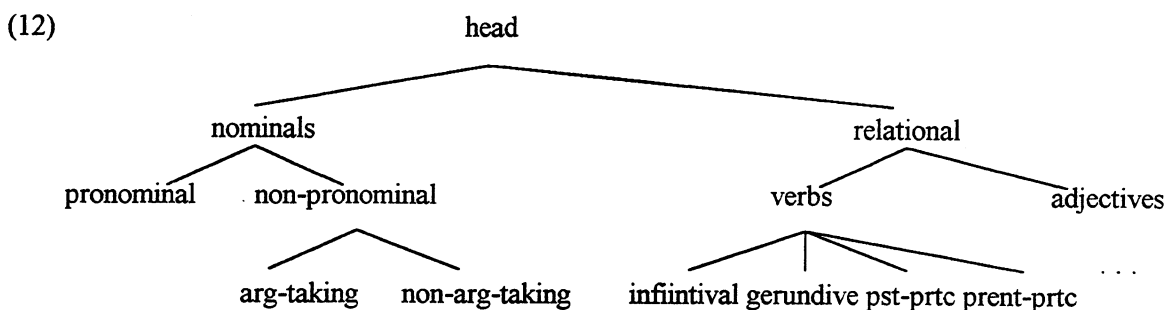 (12) head
nominals relational
pronominal non-pronominal verbs adjectives
arg-taking non-arg-taking infiintival gerundive pst-prtc prent-prtc . . .